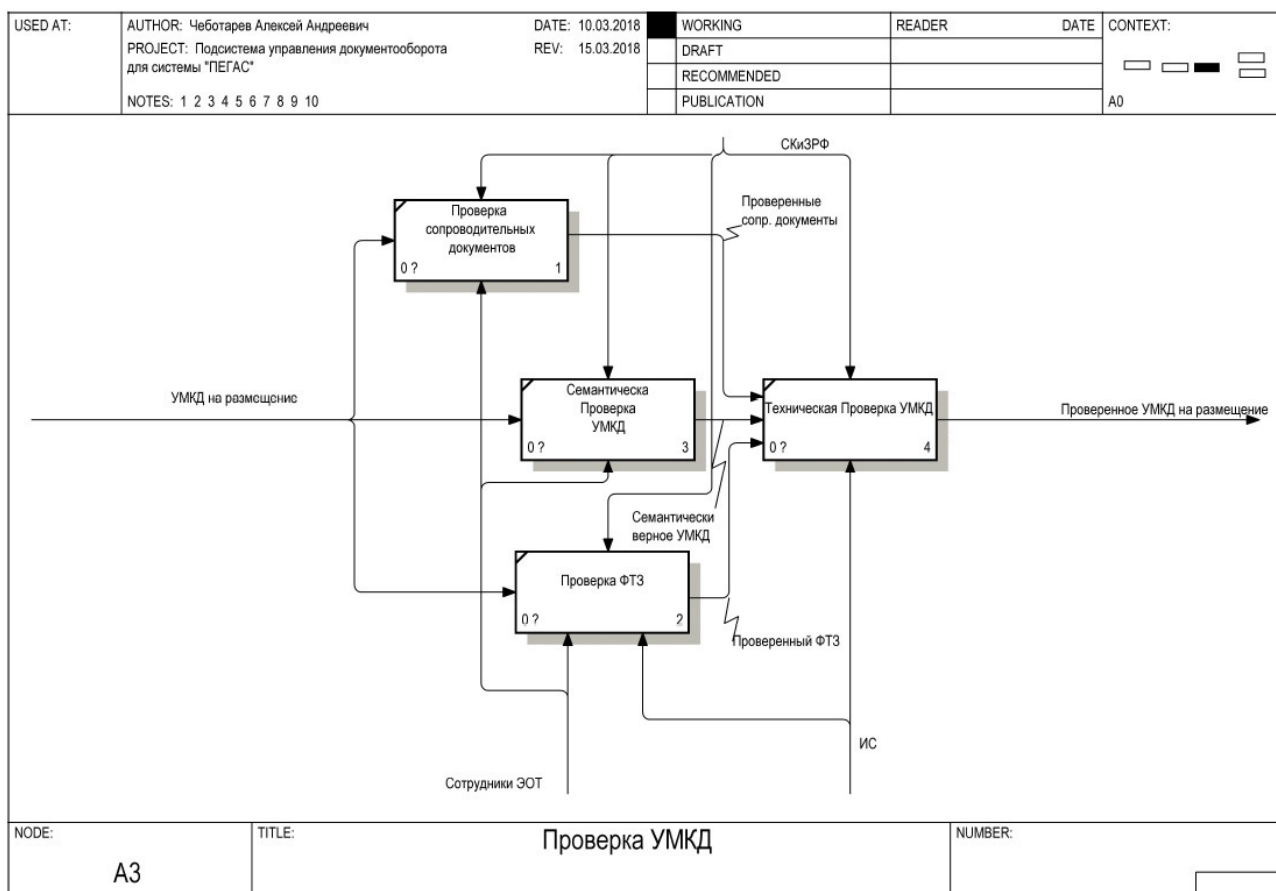 USED AT:
AUTHOR: Чеботарев Алексей Андреевич
DATE: 10.03.2018
PROJECT: Подсистема управления документооборота
для системы "ПЕГАС"
REV: 15.03.2018
NOTES: 1 2 3 4 5 6 7 8 9 10
WORKING
DRAFT
RECOMMENDED
PUBLICATION
READER
DATE
CONTEXT:
A0
СКиЗРФ
Проверка
сопроводительных
документов
0 ?
1
Проверенные
сопр. документы
УМКД на размещение
Семантическа
Проверка
УМКД
0 ?
3
Техническая Проверка УМКД
0 ?
4
Проверенное УМКД на размещение
Семантически
верное УМКД
Проверка ФТЗ
0 ?
2
Проверенный ФТЗ
ИС
Сотрудники ЭОТ
NODE:
A3
TITLE:
Проверка УМКД
NUMBER: